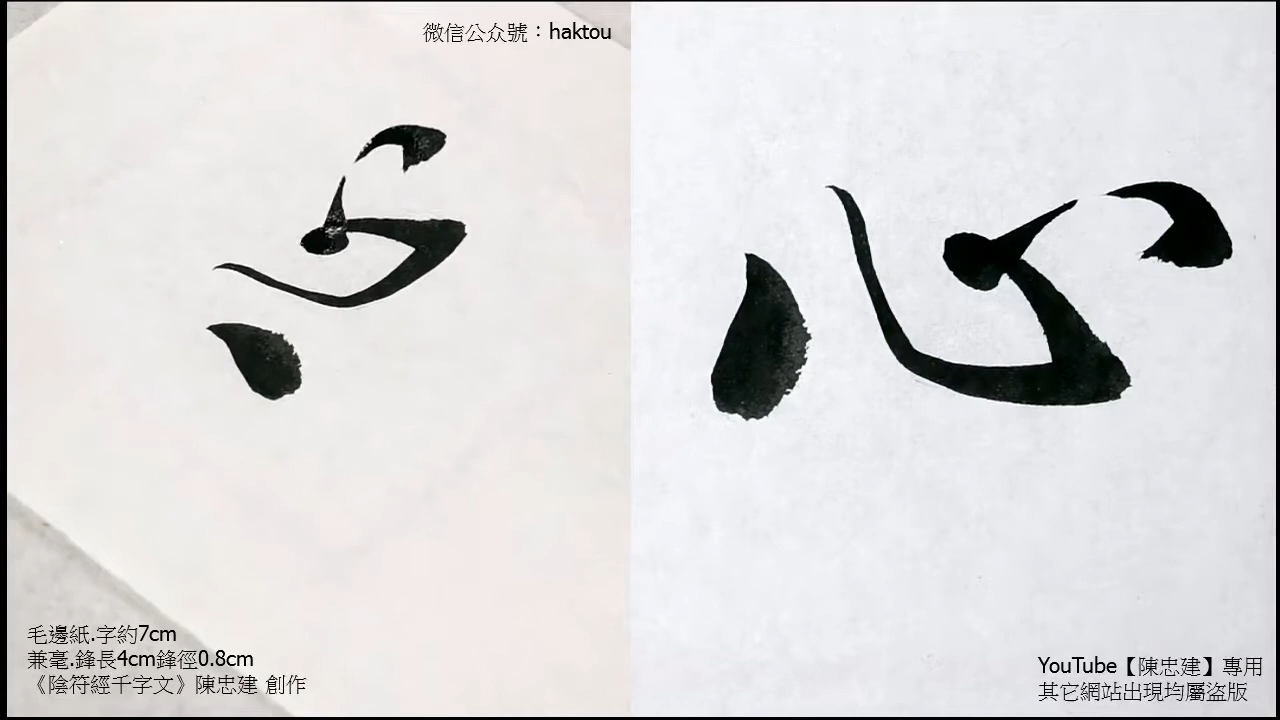 微信公众號：haktou
心
心
毛邊紙.字約7cm
兼毫.鋒長4cm鋒徑0.8cm
《陰符經千字文》陳忠建 創作
YouTube【陳忠建】專用
其它網站出現均屬盜版